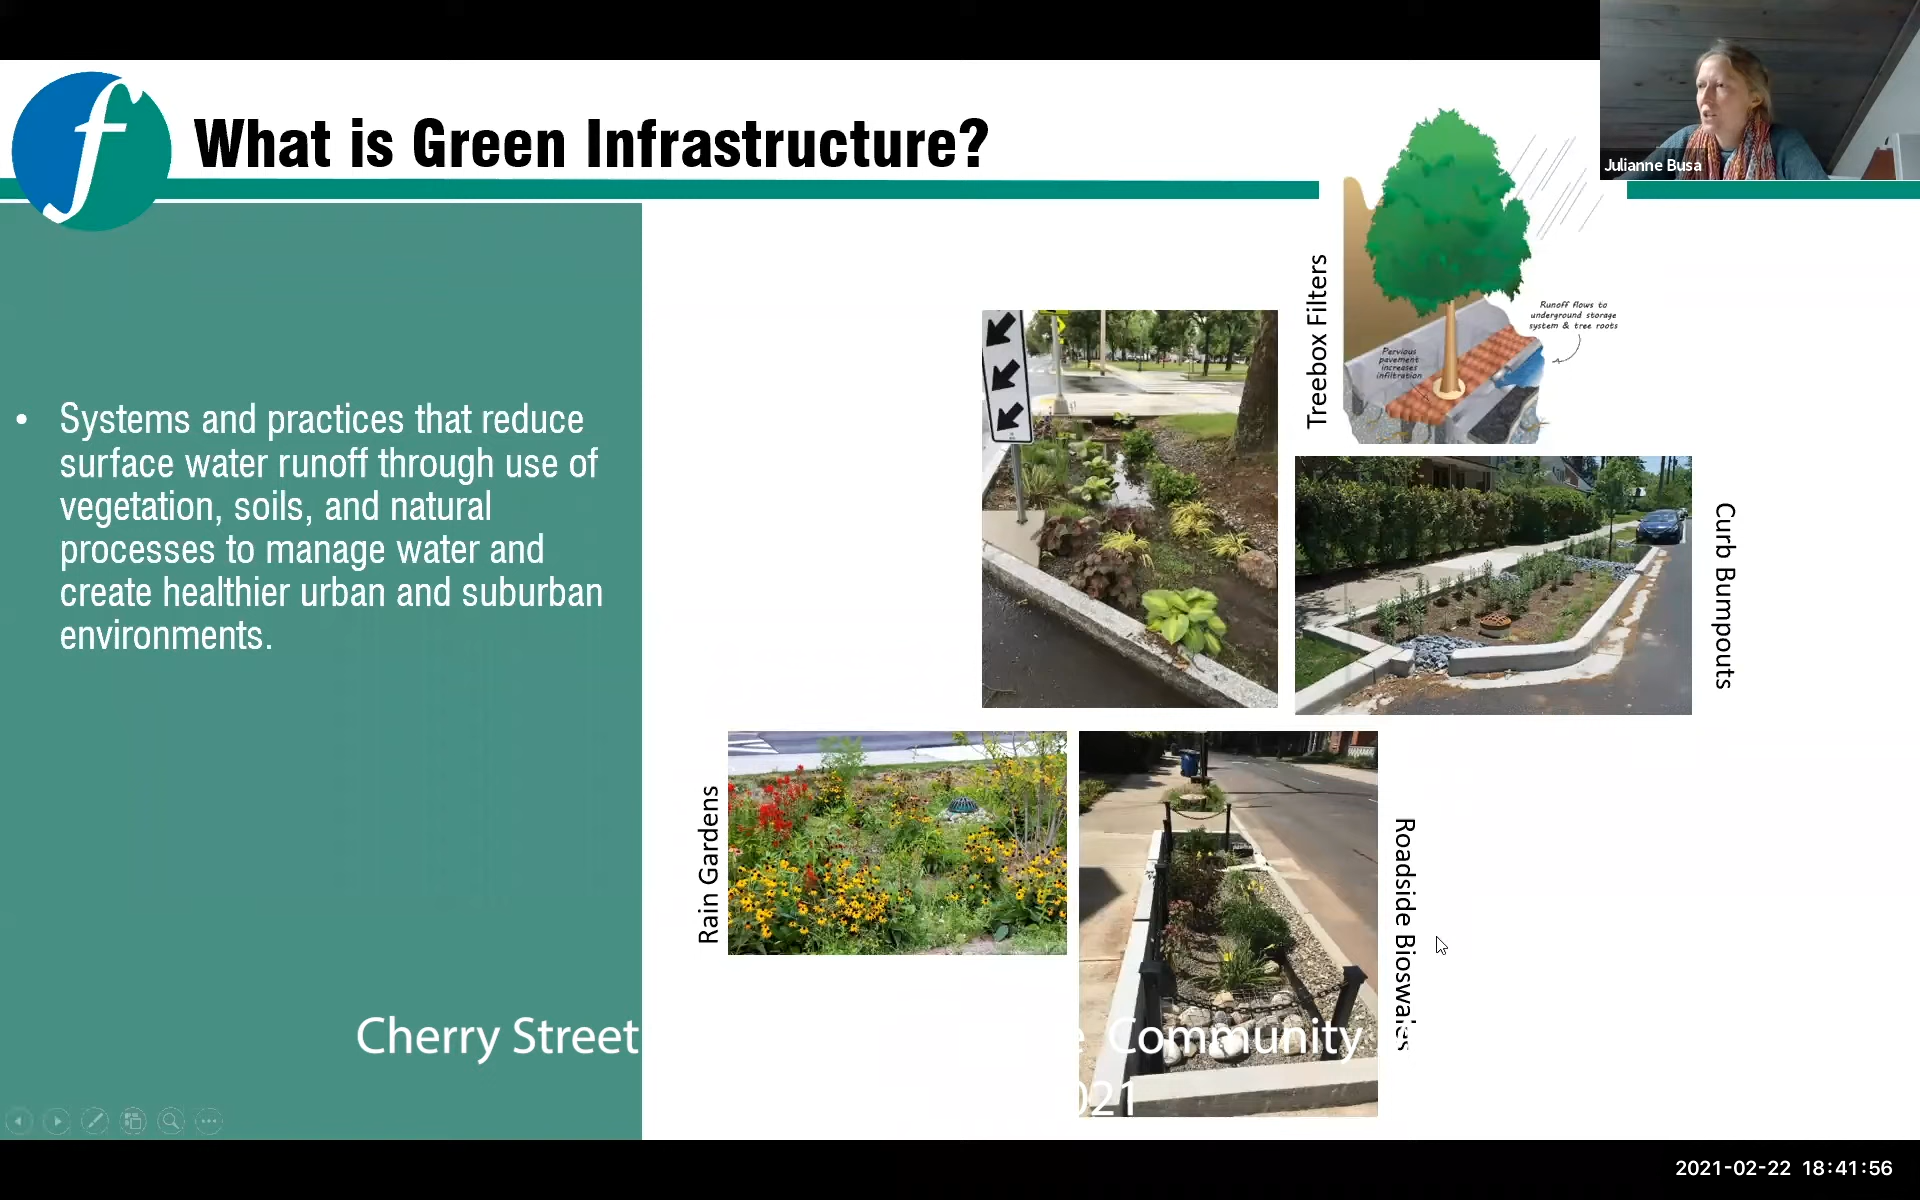 What is Green Infrastructure?
Julianne Busa
Treebox Filters
Runoff flows to
underground storage
system & tree roots
Pervious
pavement
increases
infiltration
• Systems and practices that reduce
surface water runoff through use of
vegetation, soils, and natural
processes to manage water and
create healthier urban and suburban
environments.
Curb Bumpouts
Rain Gardens
Roadside Bioswales
Cherry Street
Community
021
2021-02-22 18:41:56